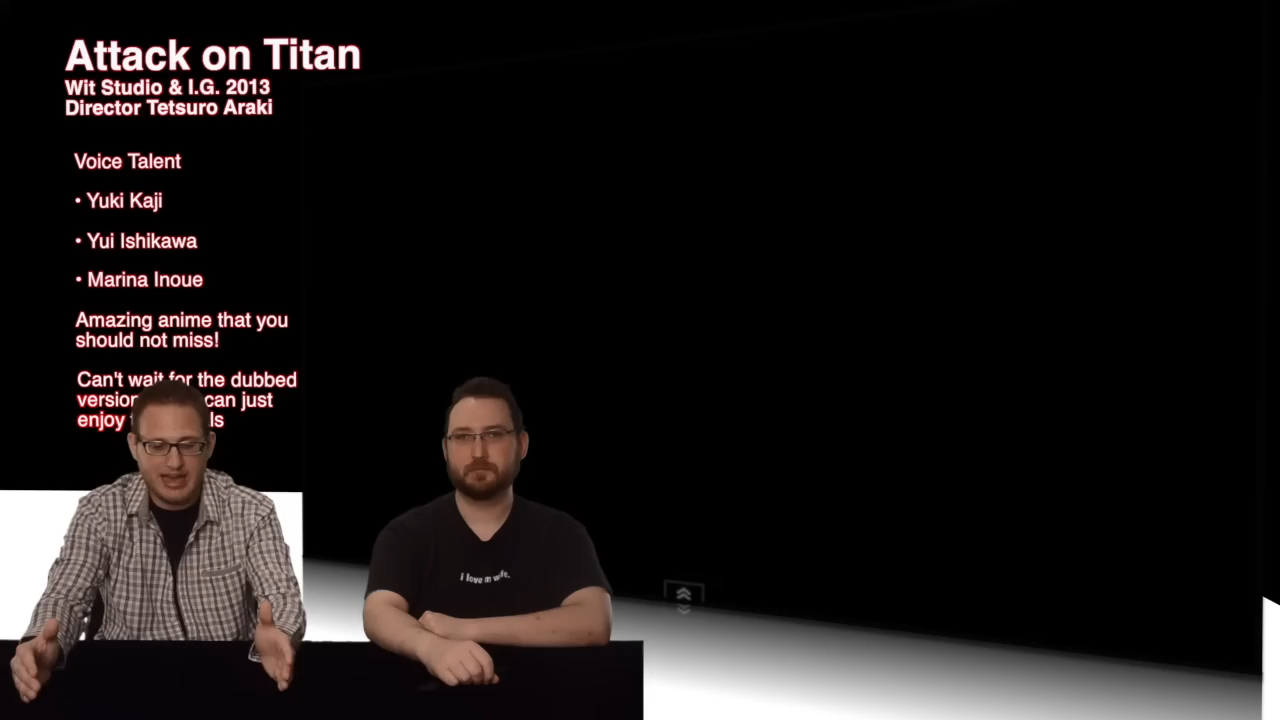 Attack on Titan
Wit Studio & I.G. 2013
Director Tetsuro Araki
Voice Talent
• Yuki Kaji
• Yui Ishikawa
• Marina Inoue
Amazing anime that you
should not miss!
Can't wait for the dubbed
version can just
enjoy
i love my wife.